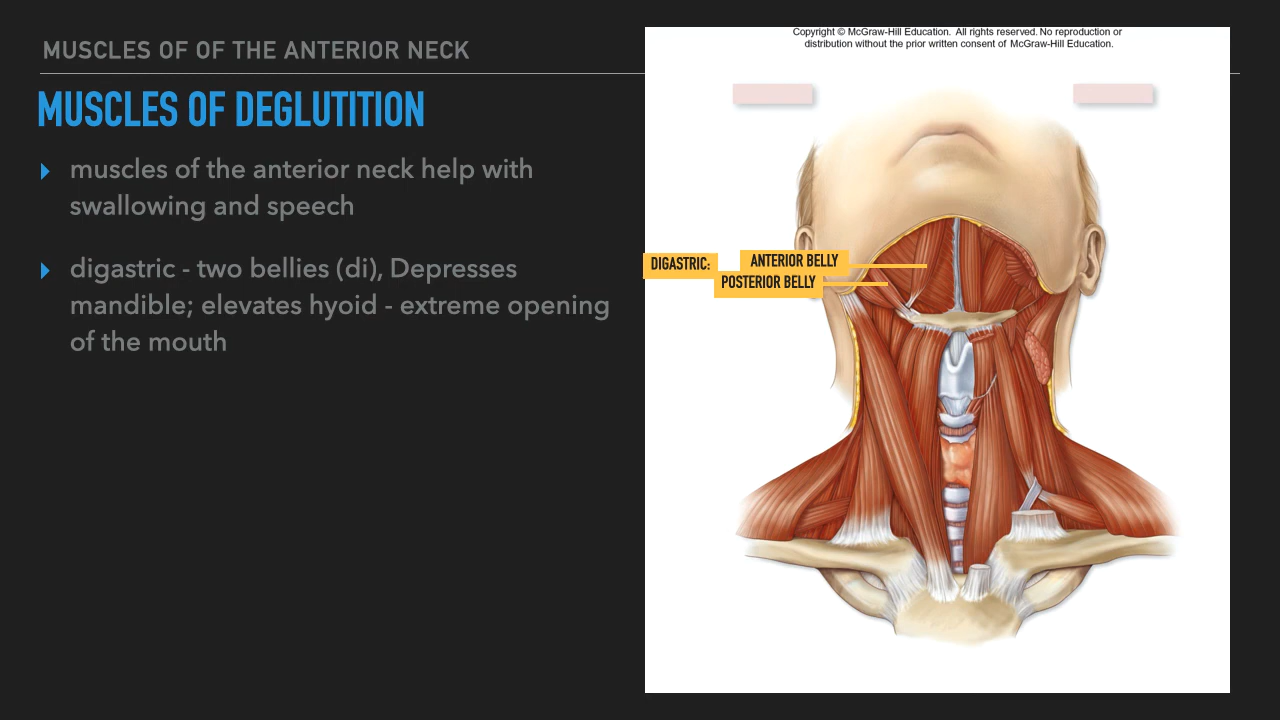 MUSCLES OF OF THE ANTERIOR NECK
MUSCLES OF DEGLUTITION
muscles of the anterior neck help with
swallowing and speech
digastric - two bellies (di), Depresses
mandible; elevates hyoid - extreme opening
of the mouth
Copyright © McGraw-Hill Education. All rights reserved. No reproduction or
distribution without the prior written consent of McGraw-Hill Education.
DIGASTRIC:
ANTERIOR BELLY
POSTERIOR BELLY